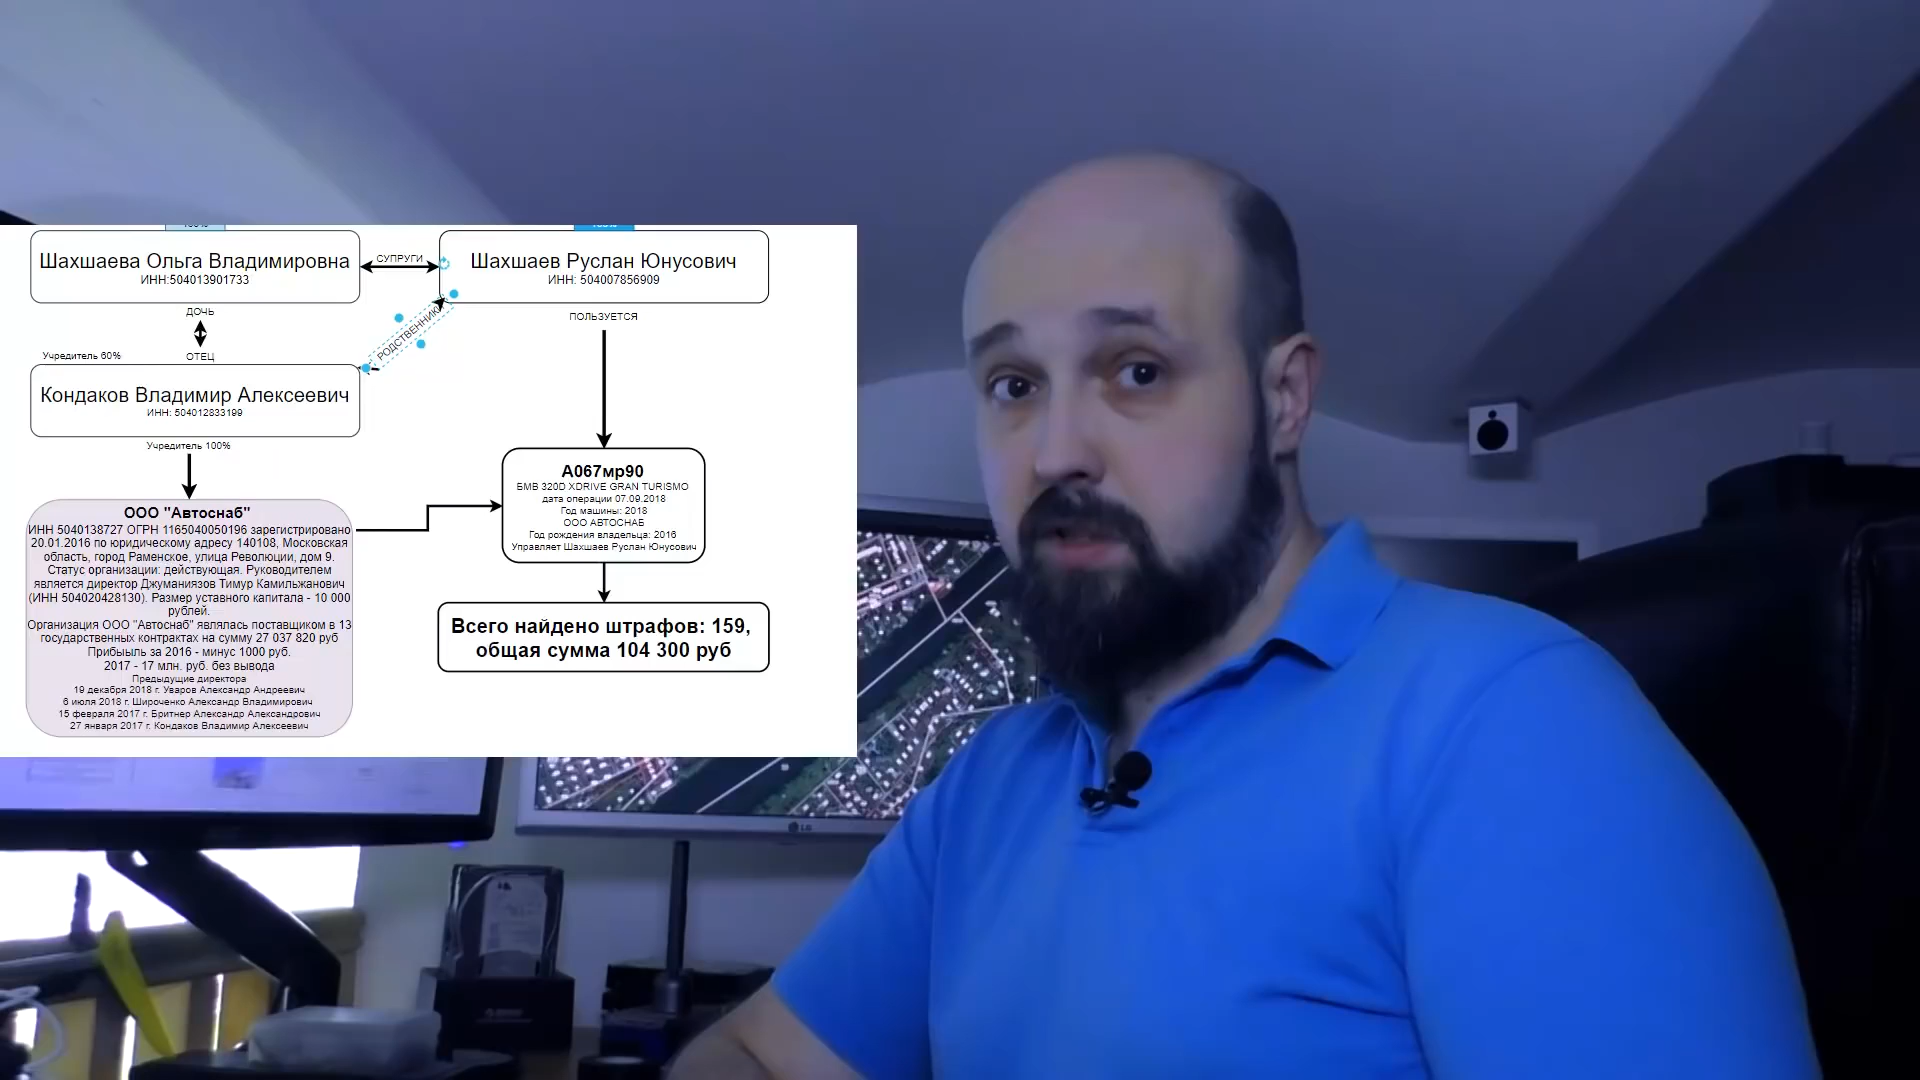 Шахшаева Ольга Владимировна
ИНН:504013901733
СУПРУГИ
Шахшаев Руслан Юнусович
ИНН: 504007856909
ДОЧЬ
ОТЕЦ
РОДСТВЕННИК
ПОЛЬЗУЕТСЯ
Учредитель 60%
Кондаков Владимир Алексеевич
ИНН: 504012833199
Учредитель 100%
ООО "Автоснаб"
ИНН 5040138727 ОГРН 1165040050196 зарегистрировано
20.01.2016 по юридическому адресу 140108, Московская
область, город Раменское, улица Революции, дом 9.
Статус организации: действующая. Руководителем
является директор Джуманиязов Тимур Камильжанович
(ИНН 504020428130). Размер уставного капитала - 10 000
рублей.
Организация ООО "Автоснаб" являлась поставщиком в 13
государственных контрактах на сумму 27 037 820 руб
Прибыыль за 2016 - минус 1000 руб.
2017 - 17 млн. руб. без вывода
Предыдущие директора
19 декабря 2018 г. Уваров Александр Андреевич
6 июля 2018 г. Широченко Александр Владимирович
15 февраля 2017 г. Бритнер Александр Александрович
27 января 2017 г. Кондаков Владимир Алексеевич
А067мр90
БМВ 320D XDRIVE GRAN TURISMO
дата операции 07.09.2018
Год машины: 2018
ООО АВТОСНАБ
Год рождения владельца: 2016
Управляет Шахшаев Руслан Юнусович
Всего найдено штрафов: 159,
общая сумма 104 300 руб
LG